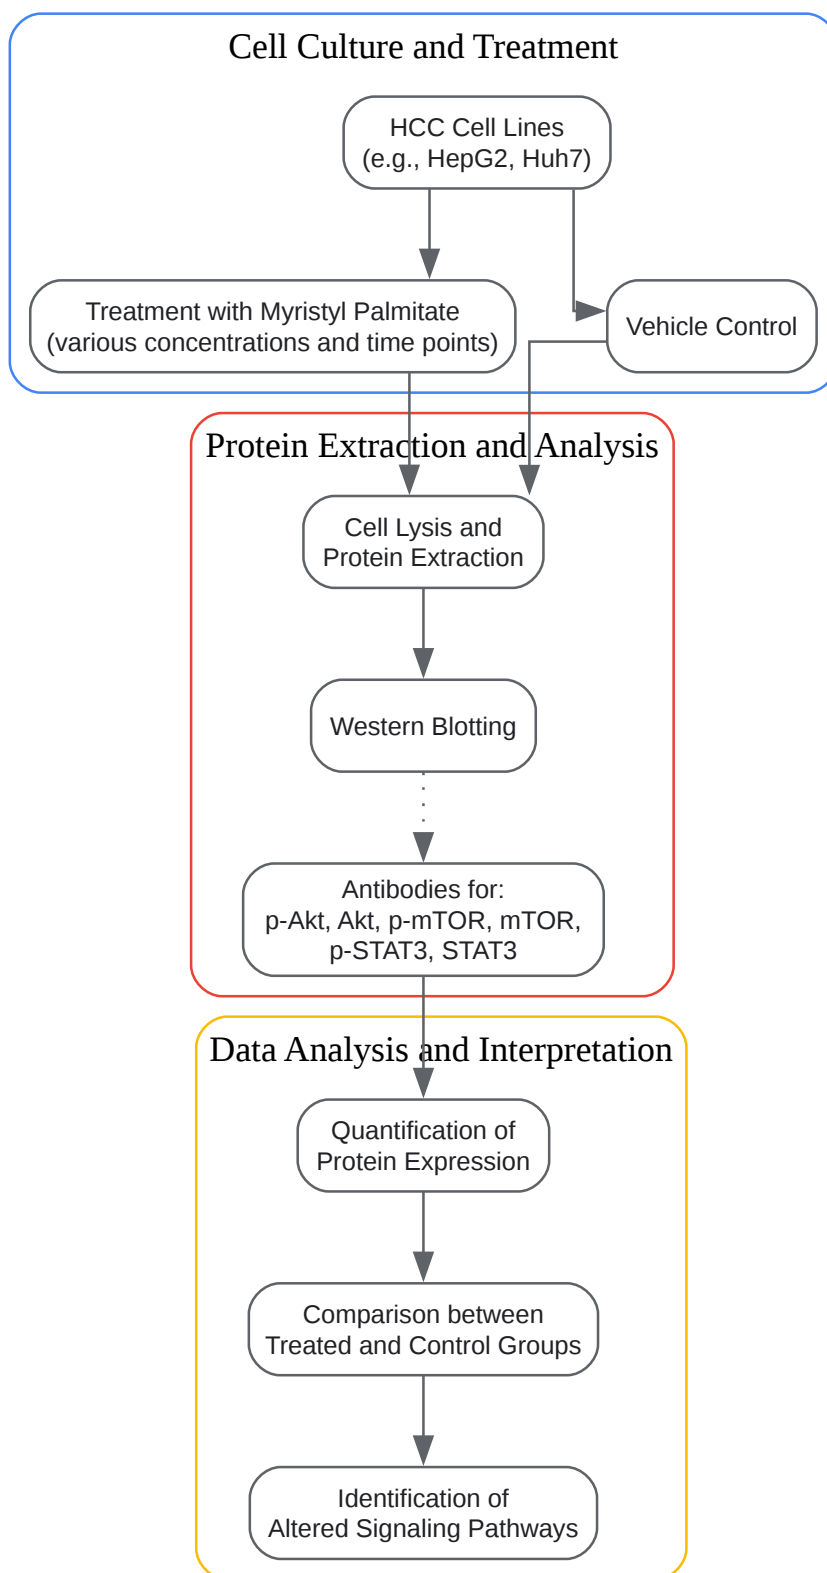 Cell Culture and Treatment
HCC Cell Lines
(e.g., HepG2, Huh7)
Treatment with Myristyl Palmitate
(various concentrations and time points)
Vehicle Control
Protein Extraction and Analysis
Cell Lysis and
Protein Extraction
Western Blotting
Antibodies for:
p-Akt, Akt, p-mTOR, mTOR,
p-STAT3, STAT3
Data Analysis and Interpretation
Quantification of
Protein Expression
Comparison between
Treated and Control Groups
Identification of
Altered Signaling Pathways